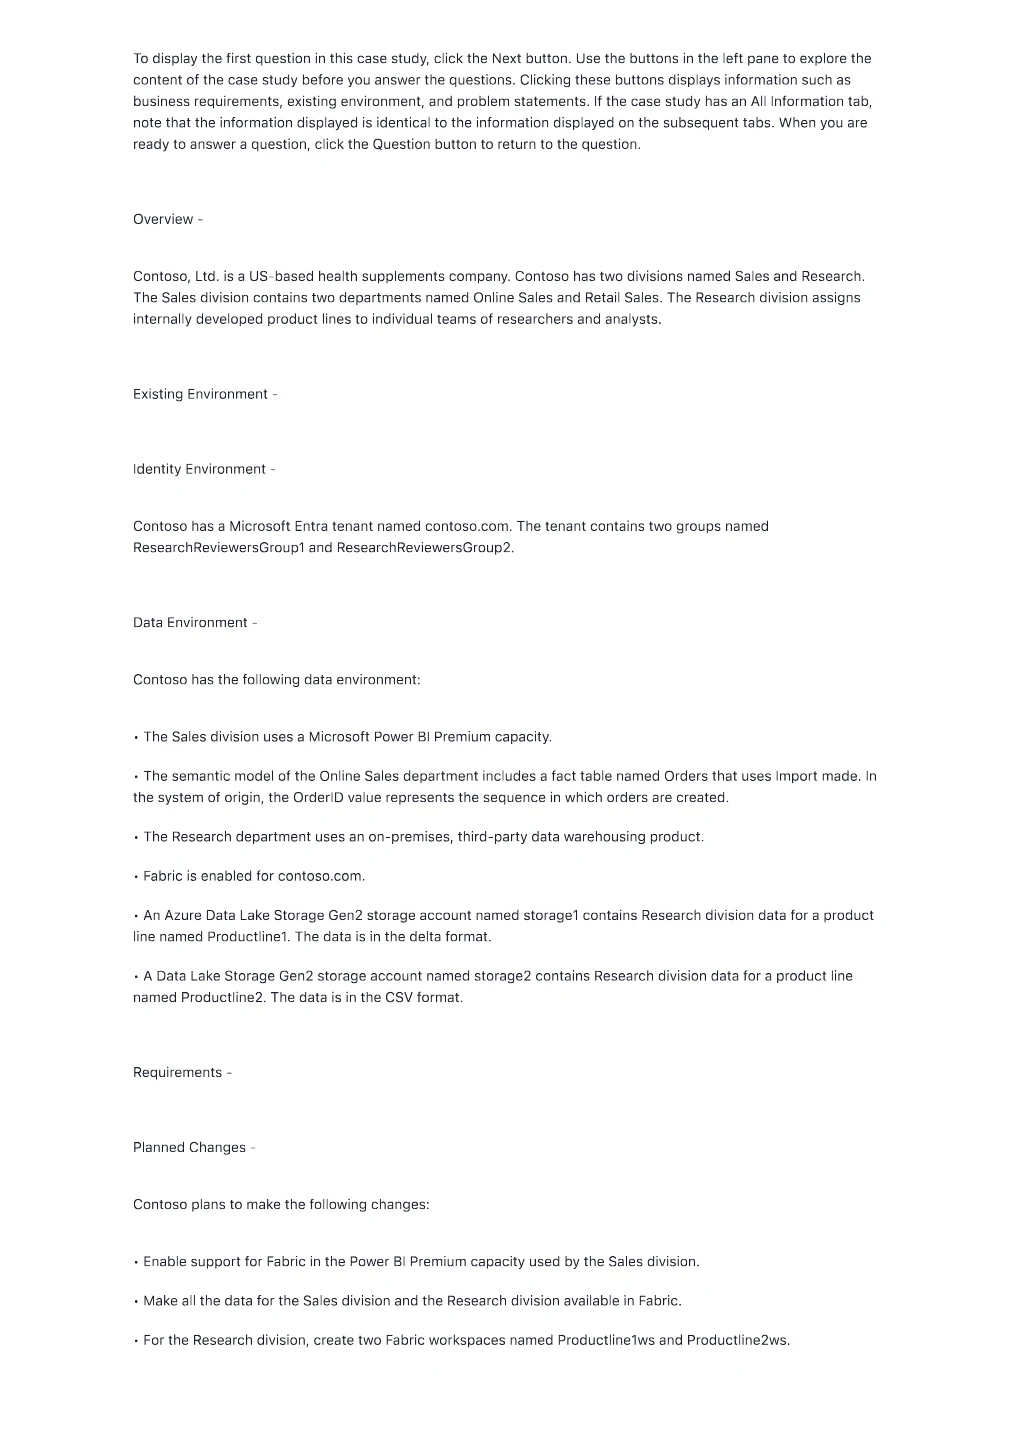 To display the first question in this case study, click the Next button. Use the buttons in the left pane to explore the
content of the case study before you answer the questions. Clicking these buttons displays information such as
business requirements, existing environment, and problem statements. If the case study has an All Information tab,
note that the information displayed is identical to the information displayed on the subsequent tabs. When you are
ready to answer a question, click the Question button to return to the question.
Overview -
Contoso, Ltd. is a US-based health supplements company. Contoso has two divisions named Sales and Research.
The Sales division contains two departments named Online Sales and Retail Sales. The Research division assigns
internally developed product lines to individual teams of researchers and analysts.
Existing Environment -
Identity Environment -
Contoso has a Microsoft Entra tenant named contoso.com. The tenant contains two groups named
ResearchReviewersGroup1 and ResearchReviewersGroup2.
Data Environment -
Contoso has the following data environment:
• The Sales division uses a Microsoft Power BI Premium capacity.
• The semantic model of the Online Sales department includes a fact table named Orders that uses Import made. In
the system of origin, the OrderID value represents the sequence in which orders are created.
• The Research department uses an on-premises, third-party data warehousing product.
• Fabric is enabled for contoso.com.
• An Azure Data Lake Storage Gen2 storage account named storage1 contains Research division data for a product
line named Productline1. The data is in the delta format.
• A Data Lake Storage Gen2 storage account named storage2 contains Research division data for a product line
named Productline2. The data is in the CSV format.
Requirements -
Planned Changes -
Contoso plans to make the following changes:
• Enable support for Fabric in the Power BI Premium capacity used by the Sales division.
• Make all the data for the Sales division and the Research division available in Fabric.
• For the Research division, create two Fabric workspaces named Productline1ws and Productline2ws.